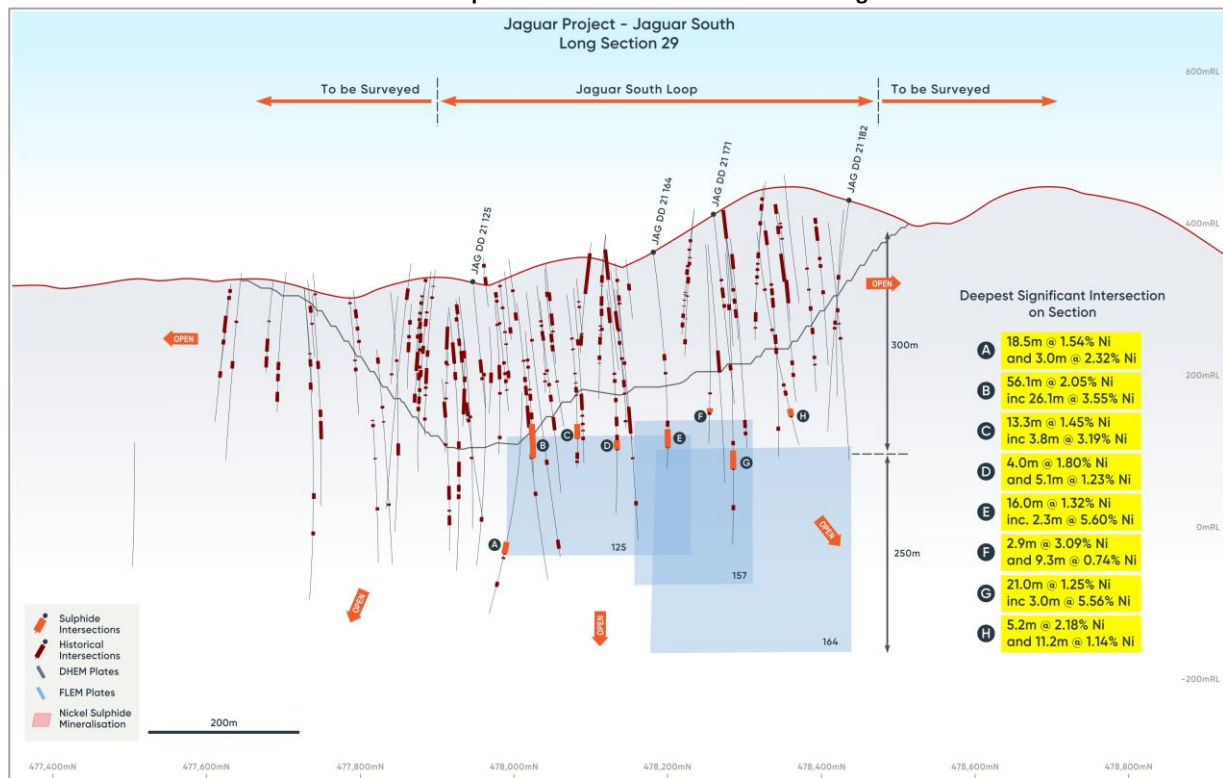 Jaguar Project - Jaguar South
Long Section 29
600mRL
To be Surveyed
Jaguar South Loop
To be Surveyed
JAG DD 21 125
JAG DD 21 164
JAG DD 21 171
JAG DD 21 182
400mRL
OPEN
OPEN
300m
200mRL
Deepest Significant Intersection
on Section
A 18.5m @ 1.54% Ni
and 3.0m @ 2.32% Ni
B 56.1m @ 2.05% Ni
inc 26.1m @ 3.55% Ni
C 13.3m @ 1.45% Ni
inc 3.8m @ 3.19% Ni
D 4.0m @ 1.80% Ni
and 5.1m @ 1.23% Ni
E 16.0m @ 1.32% Ni
inc. 2.3m @ 5.60% Ni
F 2.9m @ 3.09% Ni
and 9.3m @ 0.74% Ni
G 21.0m @ 1.25% Ni
inc 3.0m @ 5.56% Ni
H 5.2m @ 2.18% Ni
and 11.2m @ 1.14% Ni
F
H
C
B
D
E
G
A
125
157
164
0mRL
OPEN
250m
OPEN
OPEN
-200mRL
Sulphide
Intersections
Historical
Intersections
DHEM Plates
FLEM Plates
Nickel Sulphide
Mineralisation
200m
477,400mN
477,600mN
477,800mN
478,000mN
478,200mN
478,400mN
478,600mN
478,800mN